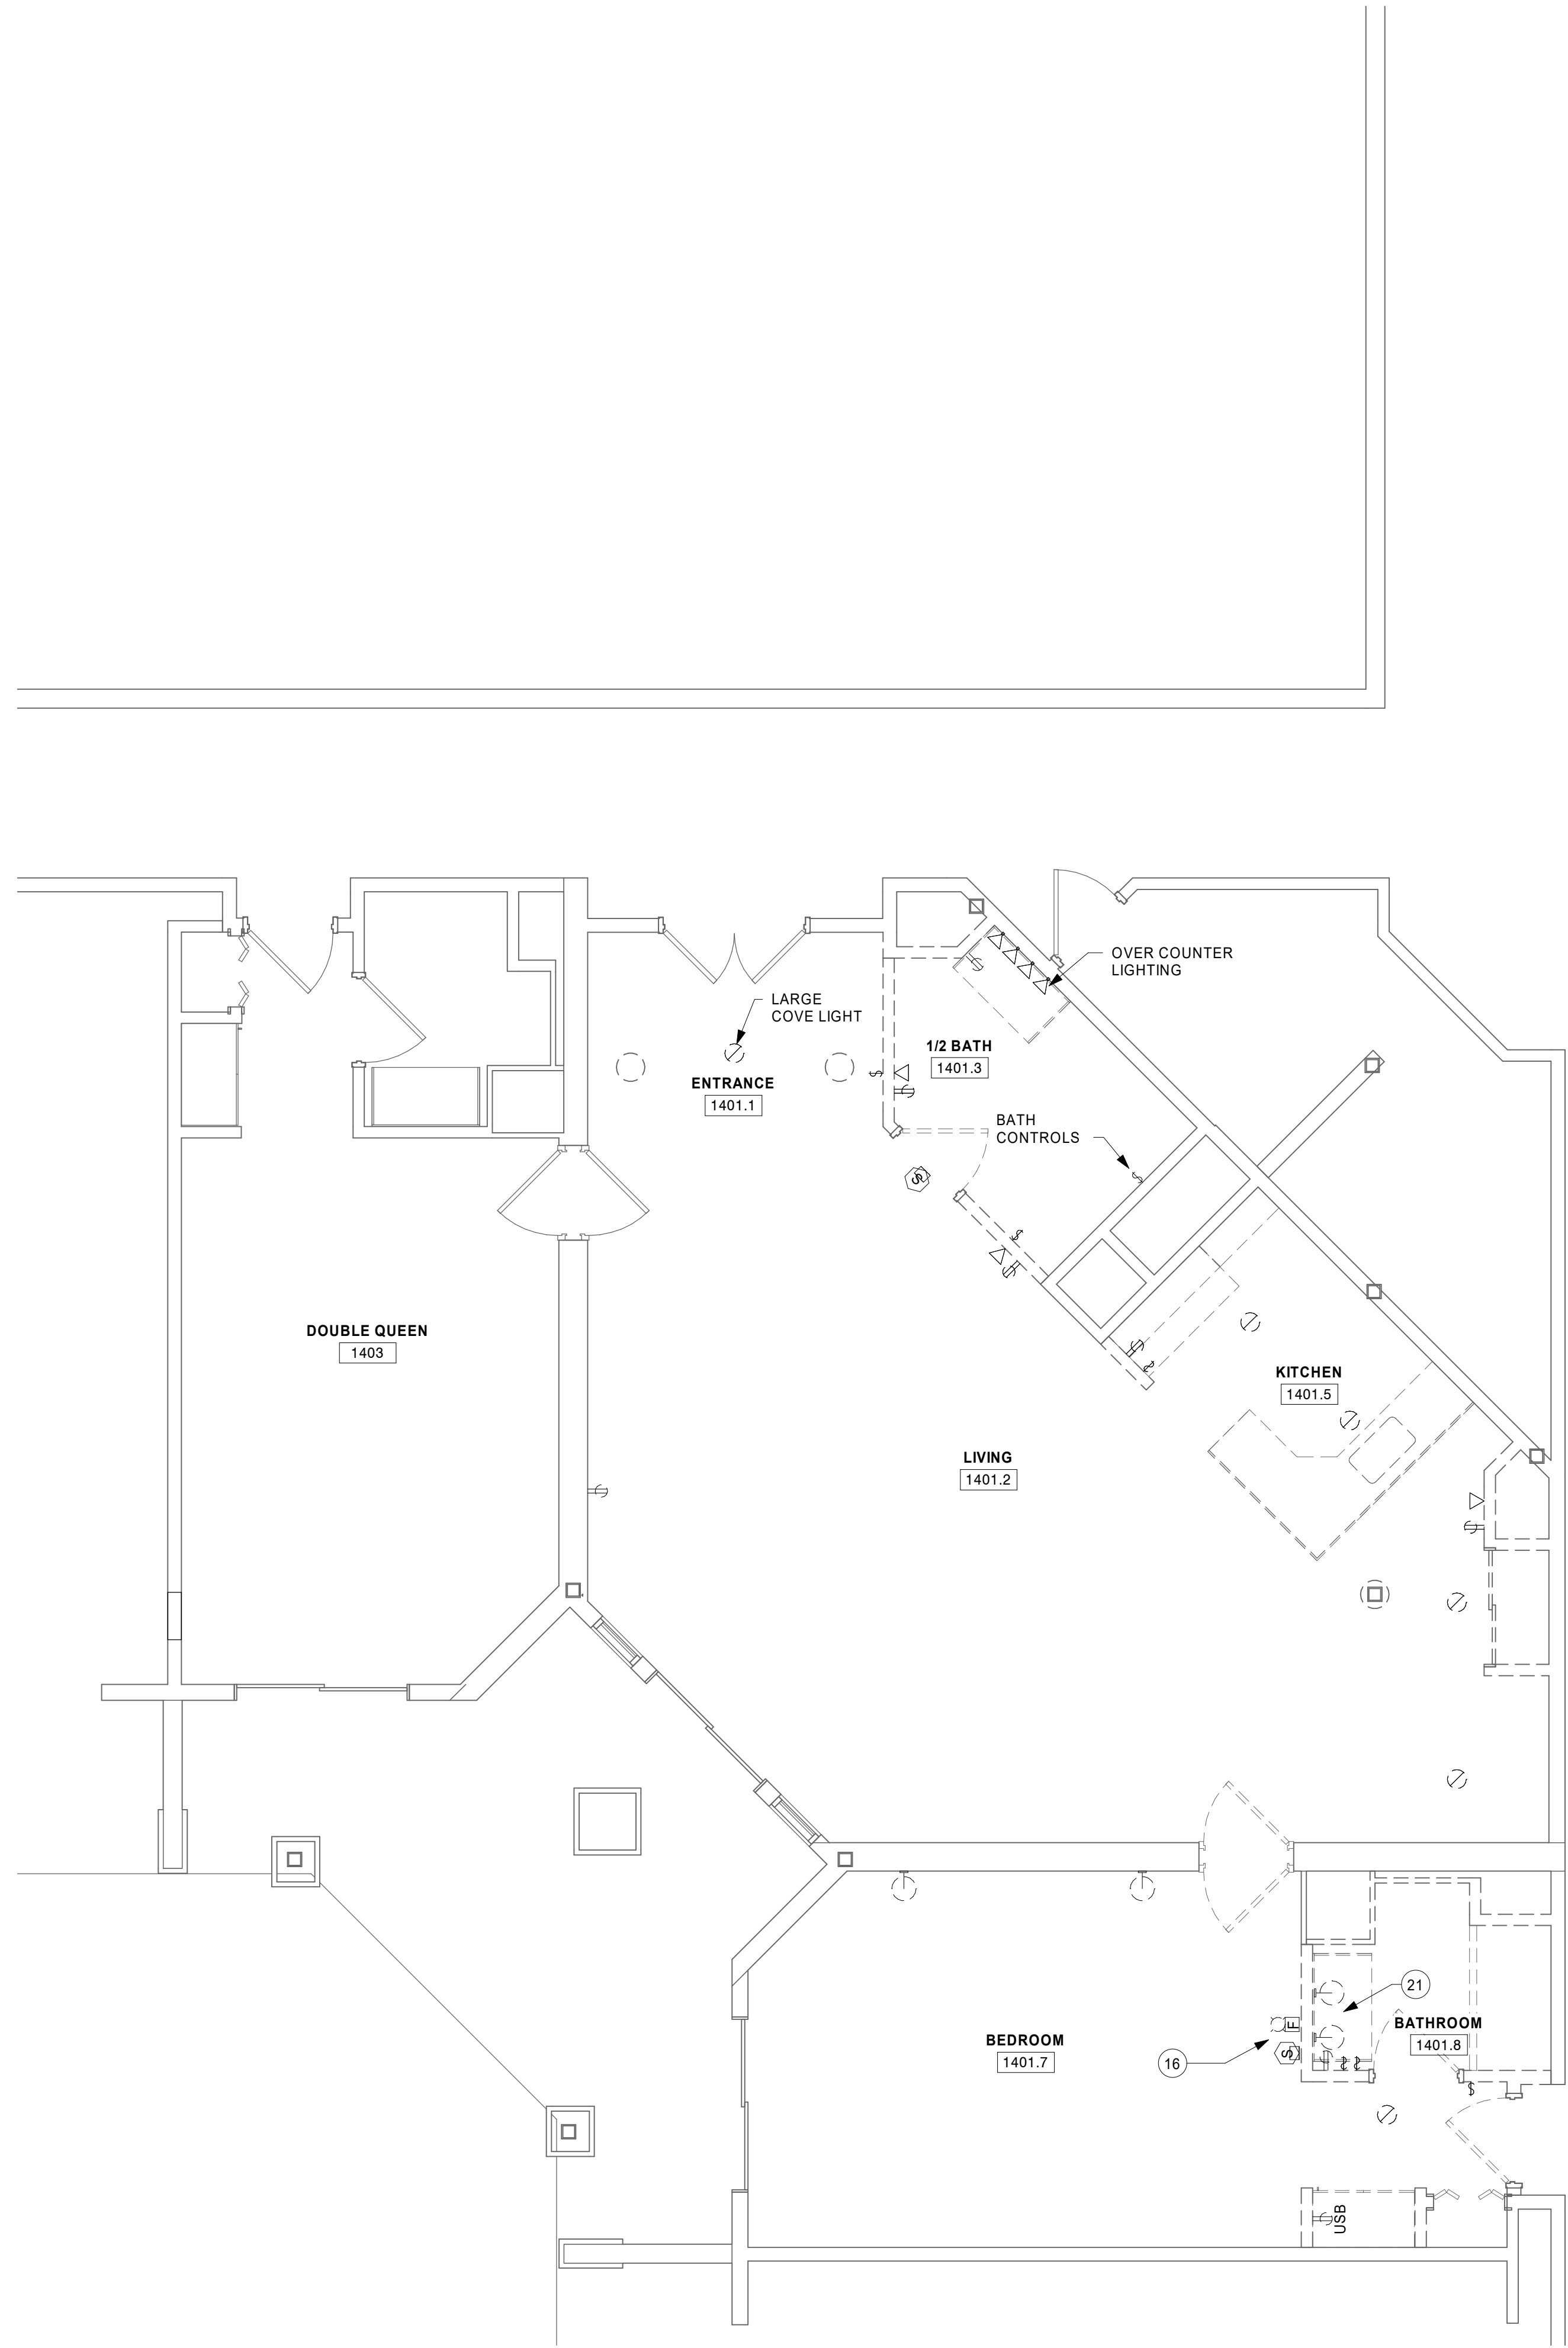 OVER COUNTER
LIGHTING
LARGE
COVE LIGHT
1/2 BATH
1401.3
ENTRANCE
1401.1
$
BATH
CONTROLS
$
S
$
DOUBLE QUEEN
1403
$
KITCHEN
1401.5
LIVING
1401.2
21
F
BATHROOM
1401.8
BEDROOM
1401.7
16
S
$ $
$
USB